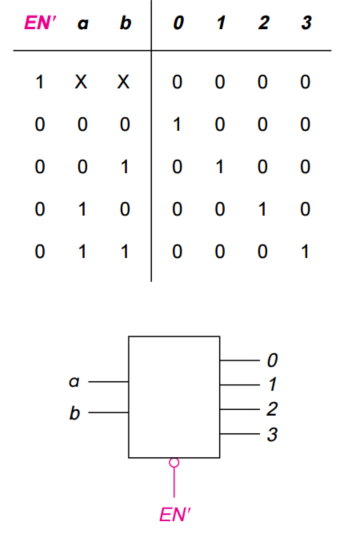 EN' a b 0 1 2 3
1 X X 0 0 0 0
0 0 0 1 0 0 0
0 0 1 0 1 0 0
0 1 0 0 0 1 0
0 1 1 0 0 0 1
0
a 1
b 2
3
EN'